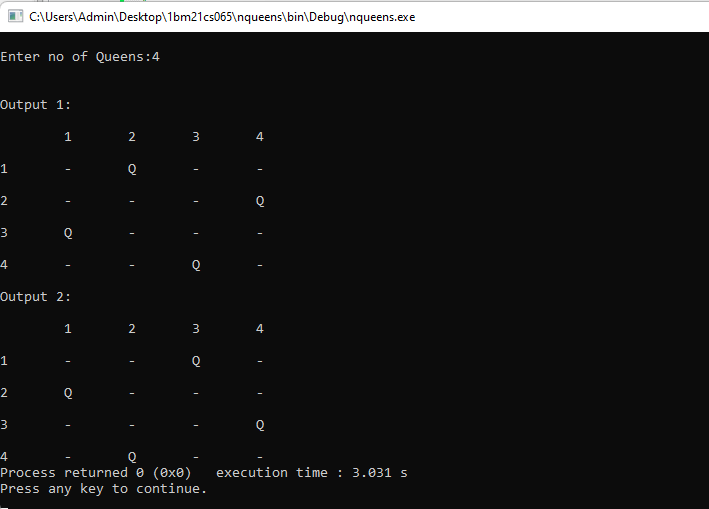 C:\Users\Admin\Desktop\1bm21cs065\nqueens\bin\Debug\nqueens.exe
Enter no of Queens:4
Output 1:
1 2 3 4
1 - Q - -
2 - - - Q
3 Q - - -
4 - - Q -
Output 2:
1 2 3 4
1 - - Q -
2 Q - - -
3 - - - Q
4 - Q - -
Process returned 0 (0x0)   execution time : 3.031 s
Press any key to continue.